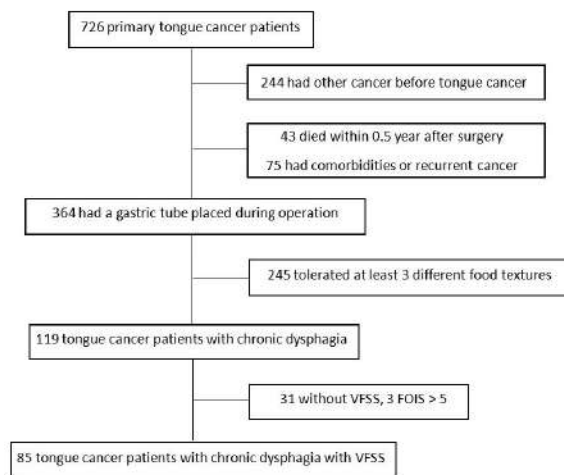 726 primary tongue cancer patients
244 had other cancer before tongue cancer
43 died within 0.5 year after surgery
75 had comorbidities or recurrent cancer
364 had a gastric tube placed during operation
245 tolerated at least 3 different food textures
119 tongue cancer patients with chronic dysphagia
31 without VFSS, 3 FOIS > 5
85 tongue cancer patients with chronic dysphagia with VFSS